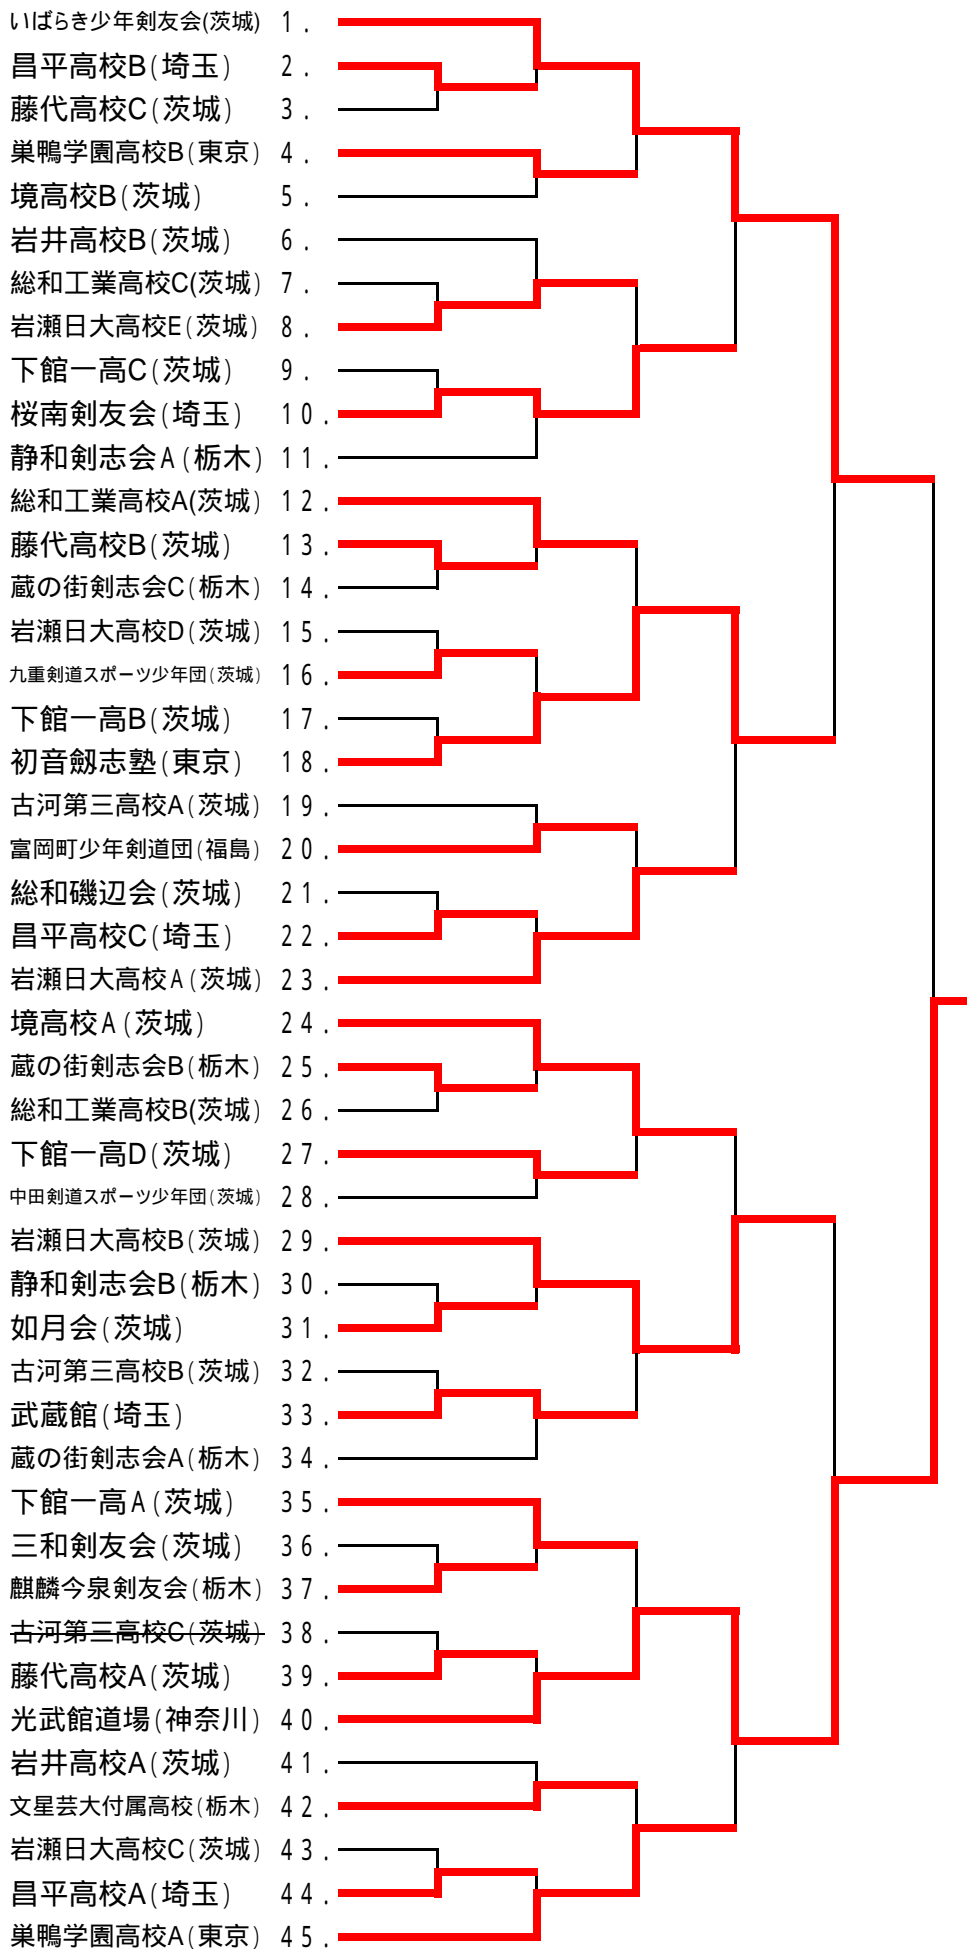 いばらき少年剣友会(茨城) 1.
昌平高校B(埼玉) 2.
藤代高校C(茨城) 3.
巣鴨学園高校B(東京) 4.
境高校B(茨城) 5.
岩井高校B(茨城) 6.
総和工業高校C(茨城) 7.
岩瀬日大高校E(茨城) 8.
下館一高C(茨城) 9.
桜南剣友会(埼玉) 10.
静和剣志会A(栃木) 11.
総和工業高校A(茨城) 12.
藤代高校B(茨城) 13.
蔵の街剣志会C(栃木) 14.
岩瀬日大高校D(茨城) 15.
九重剣道スポーツ少年団(茨城) 16.
下館一高B(茨城) 17.
初音劔志塾(東京) 18.
古河第三高校A(茨城) 19.
富岡町少年剣道団(福島) 20.
総和磯辺会(茨城) 21.
昌平高校C(埼玉) 22.
岩瀬日大高校A(茨城) 23.
境高校A(茨城) 24.
蔵の街剣志会B(栃木) 25.
総和工業高校B(茨城) 26.
下館一高D(茨城) 27.
中田剣道スポーツ少年団(茨城) 28.
岩瀬日大高校B(茨城) 29.
静和剣志会B(栃木) 30.
如月会(茨城) 31.
古河第三高校B(茨城) 32.
武蔵館(埼玉) 33.
蔵の街剣志会A(栃木) 34.
下館一高A(茨城) 35.
三和剣友会(茨城) 36.
麒麟今泉剣友会(栃木) 37.
古河第三高校C(茨城) 38.
藤代高校A(茨城) 39.
光武館道場(神奈川) 40.
岩井高校A(茨城) 41.
文星芸大付属高校(栃木) 42.
岩瀬日大高校C(茨城) 43.
昌平高校A(埼玉) 44.
巣鴨学園高校A(東京) 45.